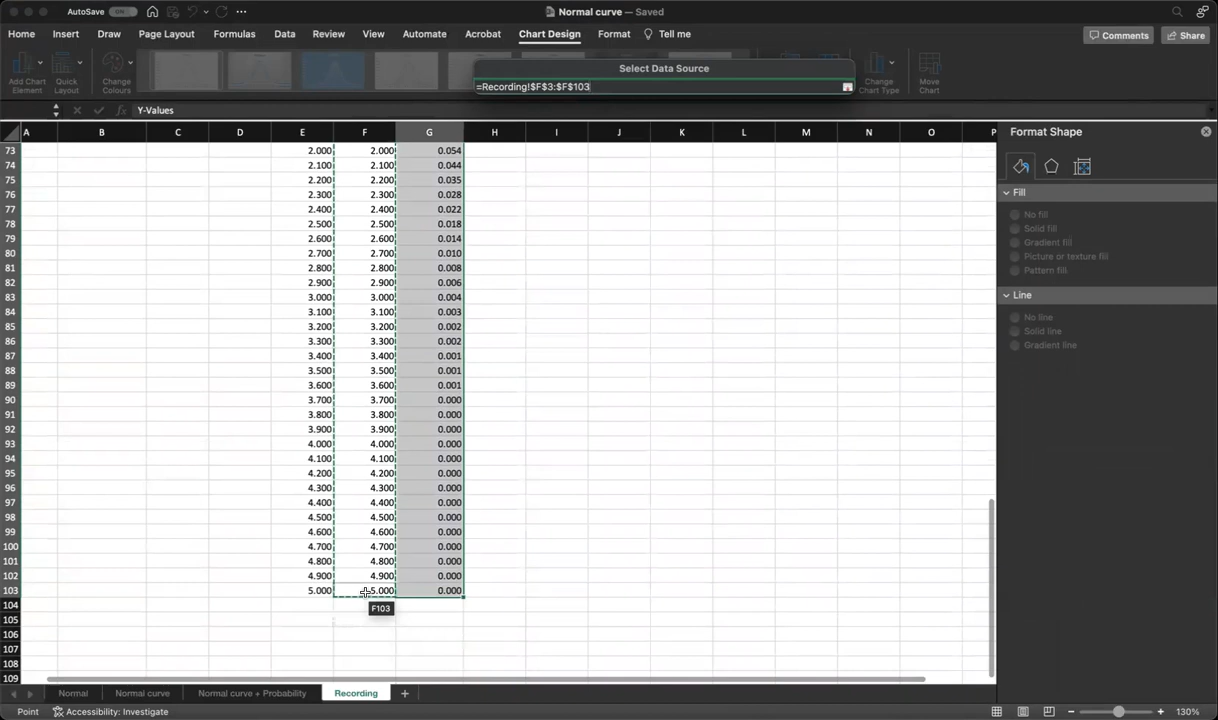 AutoSave ON
Normal curve — Saved
Home Insert Draw Page Layout Formulas Data Review View Automate Acrobat Chart Design Format Tell me
Comments Share
Select Data Source
=Recording!$F$3:$F$103
Add Chart Element
Quick Layout
Change Colours
Change Chart Type
Move Chart
fx Y-Values
A B C D E F G H I J K L M N O P
73 2.000 2.000 0.054
74 2.100 2.100 0.044
75 2.200 2.200 0.035
76 2.300 2.300 0.028
77 2.400 2.400 0.022
78 2.500 2.500 0.018
79 2.600 2.600 0.014
80 2.700 2.700 0.010
81 2.800 2.800 0.008
82 2.900 2.900 0.006
83 3.000 3.000 0.004
84 3.100 3.100 0.003
85 3.200 3.200 0.002
86 3.300 3.300 0.002
87 3.400 3.400 0.001
88 3.500 3.500 0.001
89 3.600 3.600 0.001
90 3.700 3.700 0.000
91 3.800 3.800 0.000
92 3.900 3.900 0.000
93 4.000 4.000 0.000
94 4.100 4.100 0.000
95 4.200 4.200 0.000
96 4.300 4.300 0.000
97 4.400 4.400 0.000
98 4.500 4.500 0.000
99 4.600 4.600 0.000
100 4.700 4.700 0.000
101 4.800 4.800 0.000
102 4.900 4.900 0.000
103 5.000 5.000 0.000
104
F103
105
106
107
108
109
Format Shape
Fill
No fill
Solid fill
Gradient fill
Picture or texture fill
Pattern fill
Line
No line
Solid line
Gradient line
Normal Normal curve Normal curve + Probability Recording +
Point Accessibility: Investigate 130%